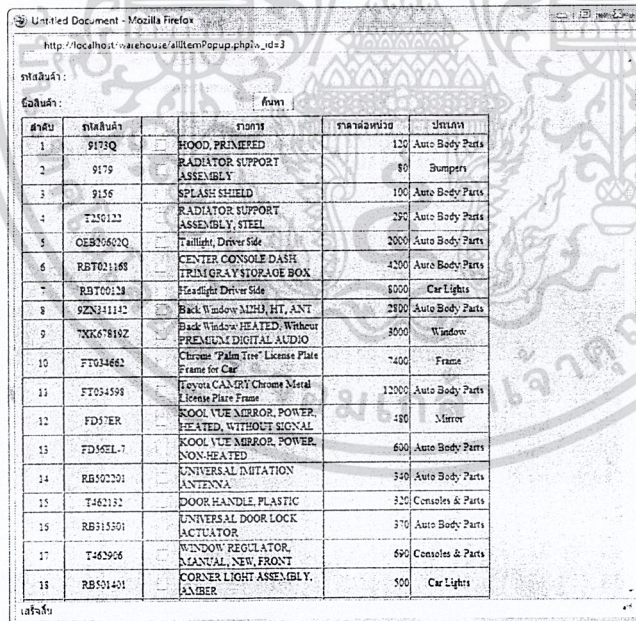 Untitled Document - Mozilla Firefox
http://localhost/warehouse/allItemPopup.php?w_id=3
รหัสสินค้า :
ชื่อสินค้า : ค้นหา
ลำดับ รหัสสินค้า รายการ ราคาต่อหน่วย ประเภท
1 9173Q HOOD, PRIMERED 120 Auto Body Parts
2 9179 RADIATOR SUPPORT
ASSEMBLY 80 Bumpers
3 9156 SPLASH SHIELD 100 Auto Body Parts
4 T250122 RADIATOR SUPPORT
ASSEMBLY, STEEL 290 Auto Body Parts
5 OEB20602Q Taillight, Driver Side 2000 Auto Body Parts
6 RBT021168 CENTER CONSOLE DASH
TRIM GRAY STORAGE BOX 4200 Auto Body Parts
7 RBT00128 Headlight Driver Side 8000 Car Lights
8 9ZN341142 Back Window M2H3, HT, ANT 2800 Auto Body Parts
9 7XK67819Z Back Window HEATED, Without
PREMIUM DIGITAL AUDIO 3000 Window
10 FT034662 Chrome "Palm Tree" License Plate
Frame for Car 7400 Frame
11 FT034598 Toyota CAMRY Chrome Metal
License Plate Frame 12000 Auto Body Parts
12 FD57ER KOOL VUE MIRROR, POWER,
HEATED, WITHOUT SIGNAL 480 Mirror
13 FD56EL-7 KOOL VUE MIRROR, POWER,
NON-HEATED 600 Auto Body Parts
14 RB502201 UNIVERSAL IMITATION
ANTENNA 340 Auto Body Parts
15 T462132 DOOR HANDLE, PLASTIC 320 Consoles & Parts
16 RB315301 UNIVERSAL DOOR LOCK
ACTUATOR 370 Auto Body Parts
17 T462906 WINDOW REGULATOR,
MANUAL, NEW, FRONT 690 Consoles & Parts
18 RB501401 CORNER LIGHT ASSEMBLY,
AMBER 500 Car Lights
เสร็จสิ้น